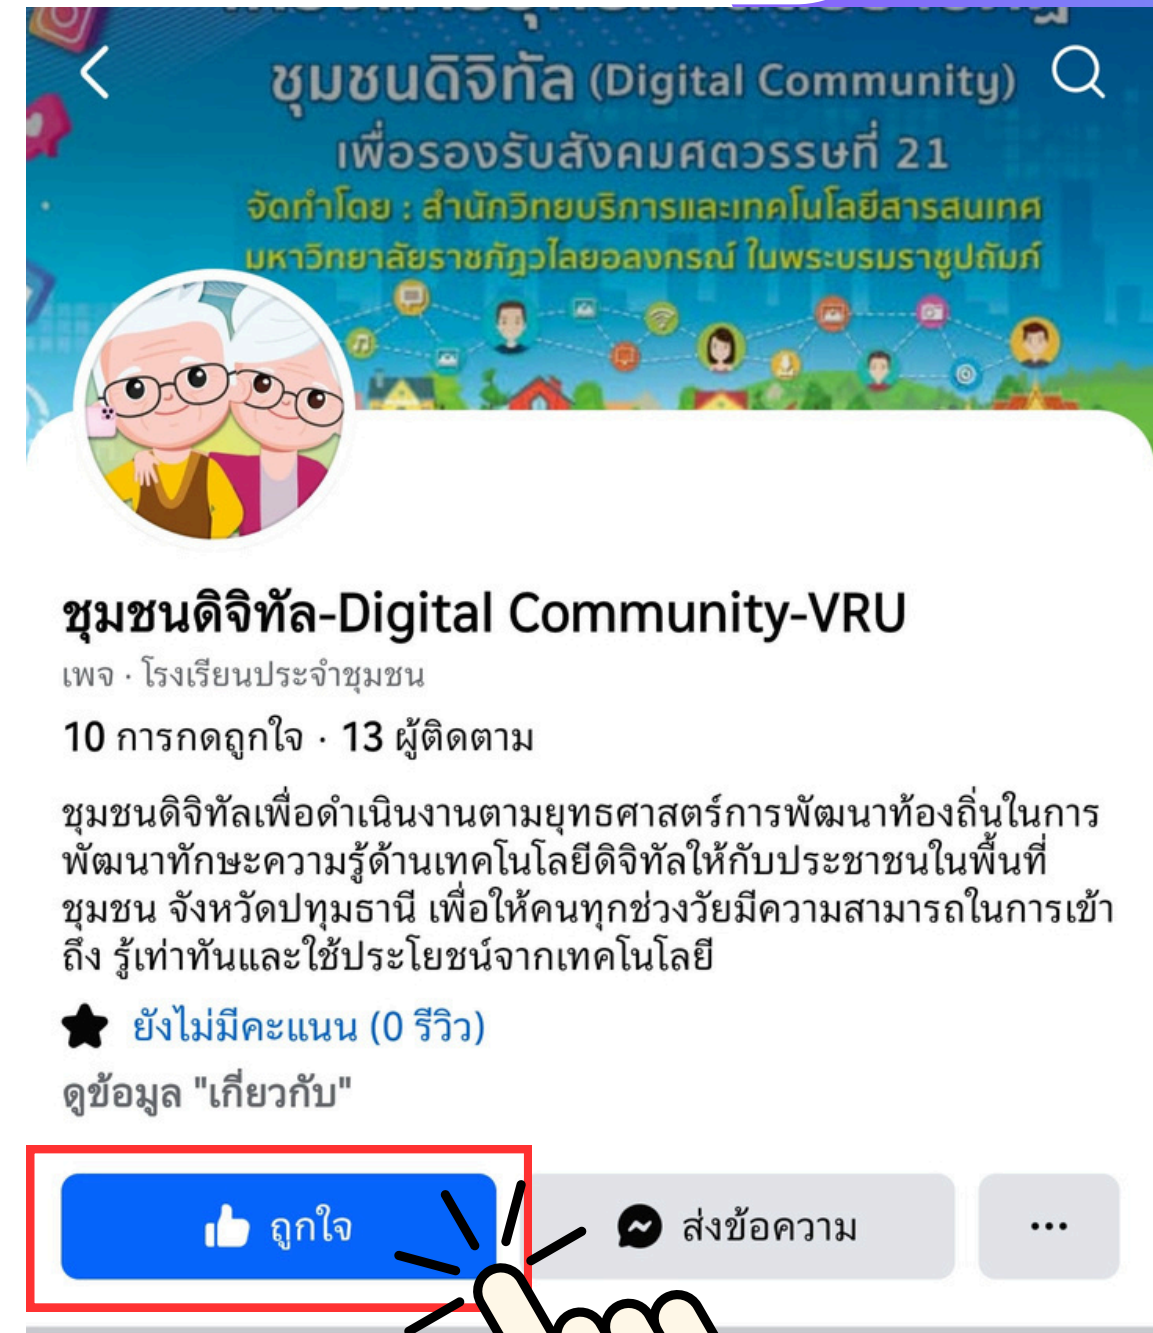 ชุมชนดิจิทัล (Digital Community)
เพื่อรองรับสังคมศตวรรษที่ 21
จัดทำโดย : สำนักวิทยบริการและเทคโนโลยีสารสนเทศ
มหาวิทยาลัยราชภัฏวไลยอลงกรณ์ ในพระบรมราชูปถัมภ์
ชุมชนดิจิทัล-Digital Community-VRU
เพจ · โรงเรียนประจำชุมชน
10 การกดถูกใจ · 13 ผู้ติดตาม
ชุมชนดิจิทัลเพื่อดำเนินงานตามยุทธศาสตร์การพัฒนาท้องถิ่นในการ
พัฒนาทักษะความรู้ด้านเทคโนโลยีดิจิทัลให้กับประชาชนในพื้นที่
ชุมชน จังหวัดปทุมธานี เพื่อให้คนทุกช่วงวัยมีความสามารถในการเข้า
ถึง รู้เท่าทันและใช้ประโยชน์จากเทคโนโลยี
ยังไม่มีคะแนน (0 รีวิว)
ดูข้อมูล "เกี่ยวกับ"
ถูกใจ
ส่งข้อความ